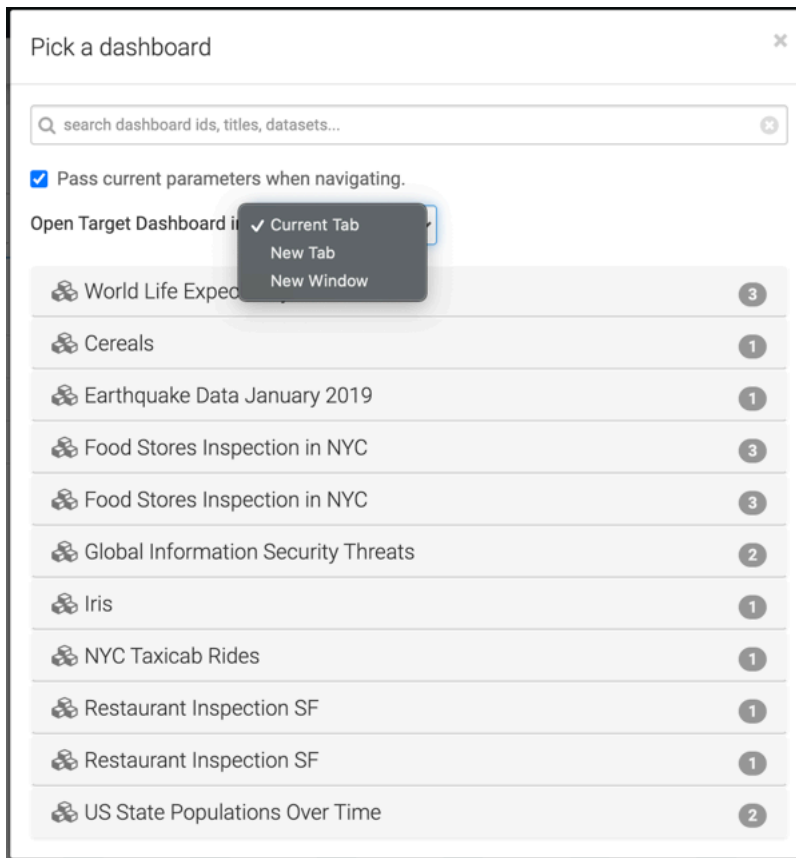 Pick a dashboard
search dashboard ids, titles, datasets...
Pass current parameters when navigating.
Open Target Dashboard
Current Tab
New Tab
New Window
World Life 3
Cereals 1
Earthquake Data January 2019 1
Food Stores Inspection in NYC 3
Food Stores Inspection in NYC 3
Global Information Security Threats 2
Iris 1
NYC Taxicab Rides 1
Restaurant Inspection SF 1
Restaurant Inspection SF 1
US State Populations Over Time 2